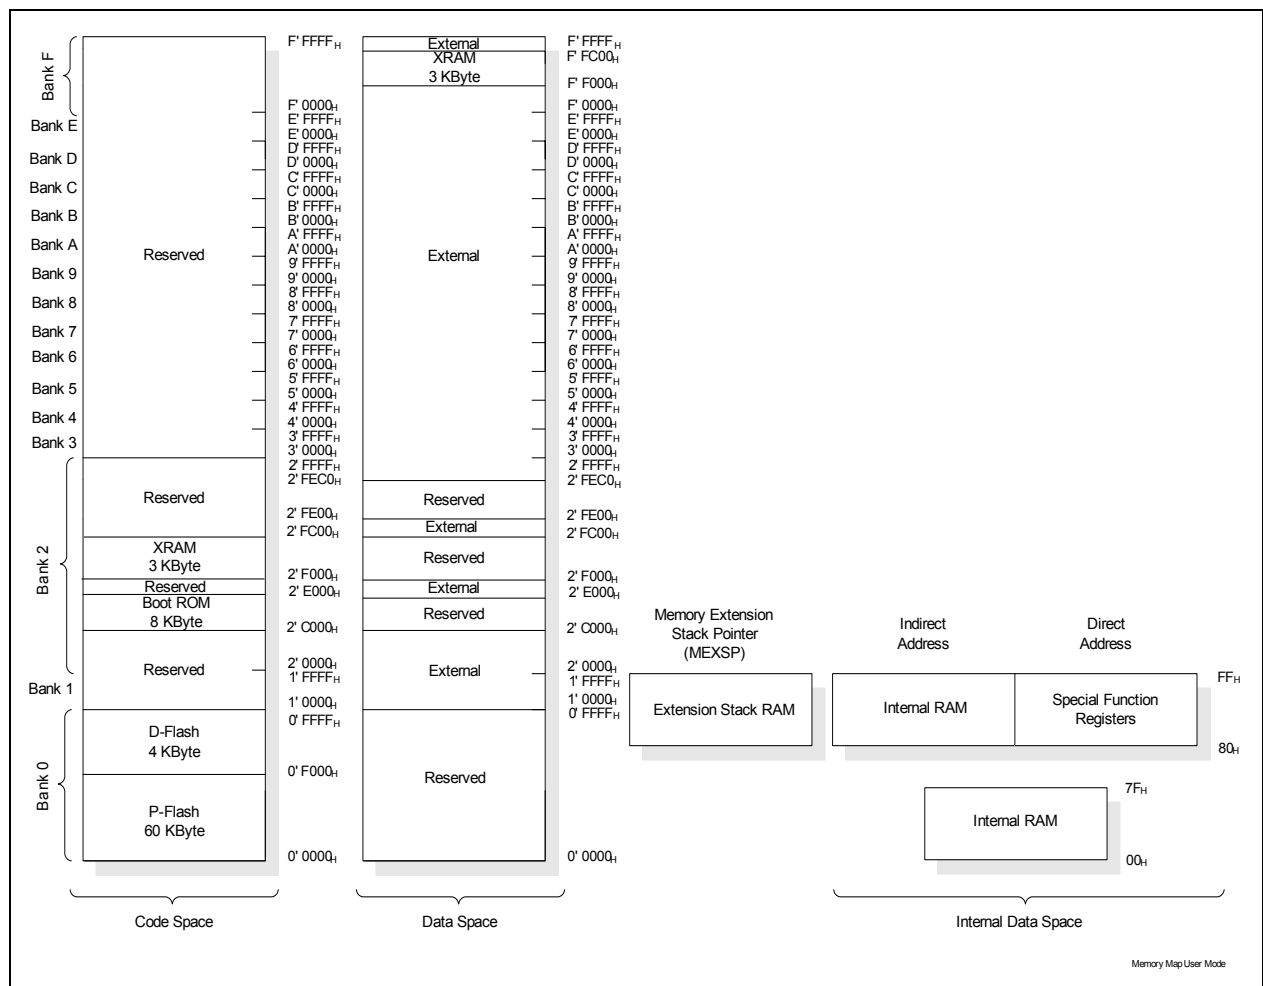 Bank F
Bank E
Bank D
Bank C
Bank B
Bank A
Bank 9
Bank 8
Bank 7
Bank 6
Bank 5
Bank 4
Bank 3
Bank 2
Bank 1
Bank 0
Reserved
Reserved
XRAM
3 KByte
Reserved
Boot ROM
8 KByte
Reserved
D-Flash
4 KByte
P-Flash
60 KByte
Code Space
F' FFFFH
F' 0000H
E' FFFFH
E' 0000H
D' FFFFH
D' 0000H
C' FFFFH
C' 0000H
B' FFFFH
B' 0000H
A' FFFFH
A' 0000H
9' FFFFH
9' 0000H
8' FFFFH
8' 0000H
7' FFFFH
7' 0000H
6' FFFFH
6' 0000H
5' FFFFH
5' 0000H
4' FFFFH
4' 0000H
3' FFFFH
3' 0000H
2' FFFFH
2' FEC0H
2' FE00H
2' FC00H
2' F000H
2' E000H
2' C000H
2' 0000H
1' FFFFH
1' 0000H
0' FFFFH
0' F000H
0' 0000H
External
XRAM
3 KByte
External
Reserved
External
Reserved
External
Reserved
External
Reserved
Data Space
F' FFFFH
F' FC00H
F' F000H
F' 0000H
E' FFFFH
E' 0000H
D' FFFFH
D' 0000H
C' FFFFH
C' 0000H
B' FFFFH
B' 0000H
A' FFFFH
A' 0000H
9' FFFFH
9' 0000H
8' FFFFH
8' 0000H
7' FFFFH
7' 0000H
6' FFFFH
6' 0000H
5' FFFFH
5' 0000H
4' FFFFH
4' 0000H
3' FFFFH
3' 0000H
2' FFFFH
2' FEC0H
2' FE00H
2' FC00H
2' F000H
2' E000H
2' C000H
2' 0000H
1' FFFFH
1' 0000H
0' FFFFH
0' 0000H
Memory Extension
Stack Pointer
(MEXSP)
Extension Stack RAM
Indirect
Address
Direct
Address
Internal RAM
Special Function
Registers
FFH
80H
Internal RAM
7FH
00H
Internal Data Space
Memory Map User Mode